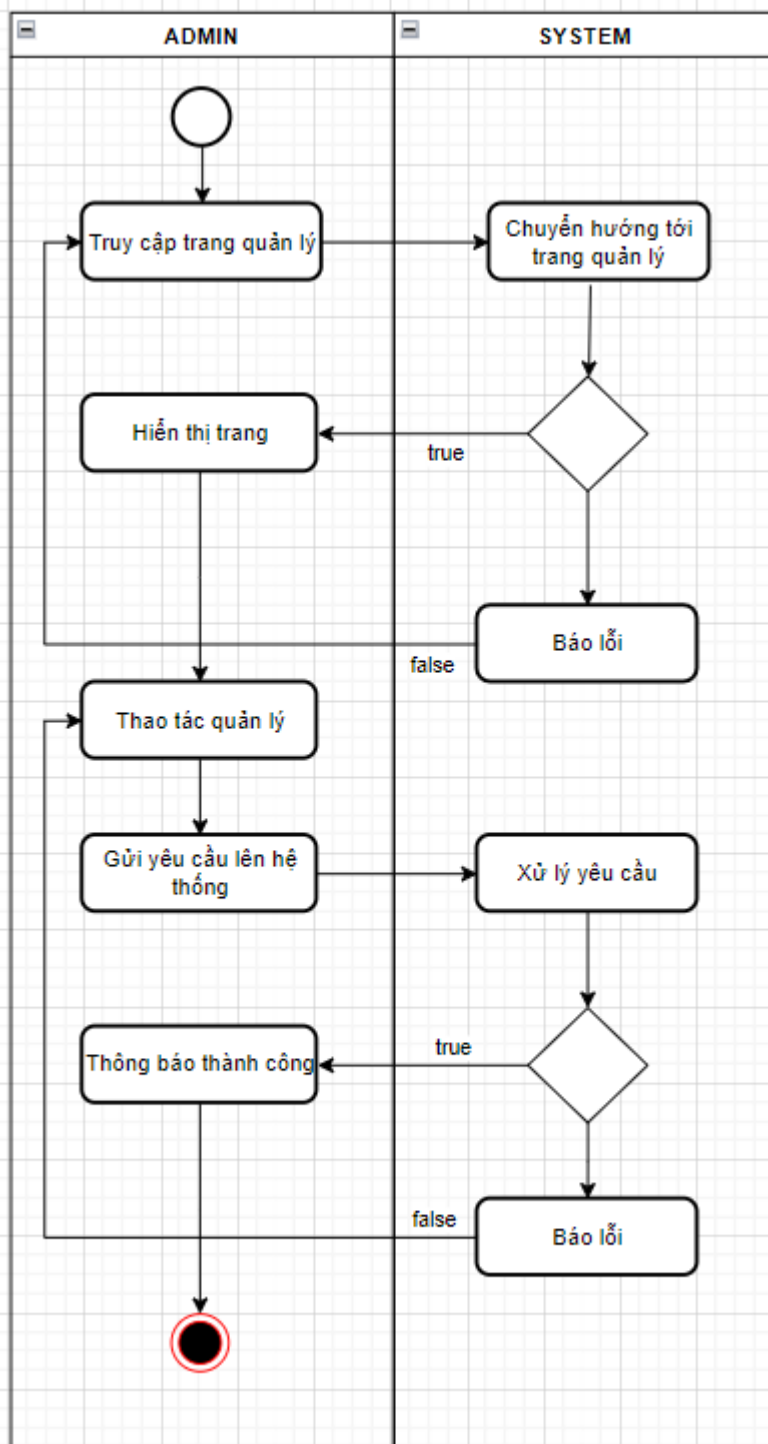 ADMIN
SYSTEM
Truy cập trang quản lý
Chuyển hướng tới
trang quản lý
Hiển thị trang
true
Báo lỗi
false
Thao tác quản lý
Gửi yêu cầu lên hệ
thống
Xử lý yêu cầu
Thông báo thành công
true
false
Báo lỗi